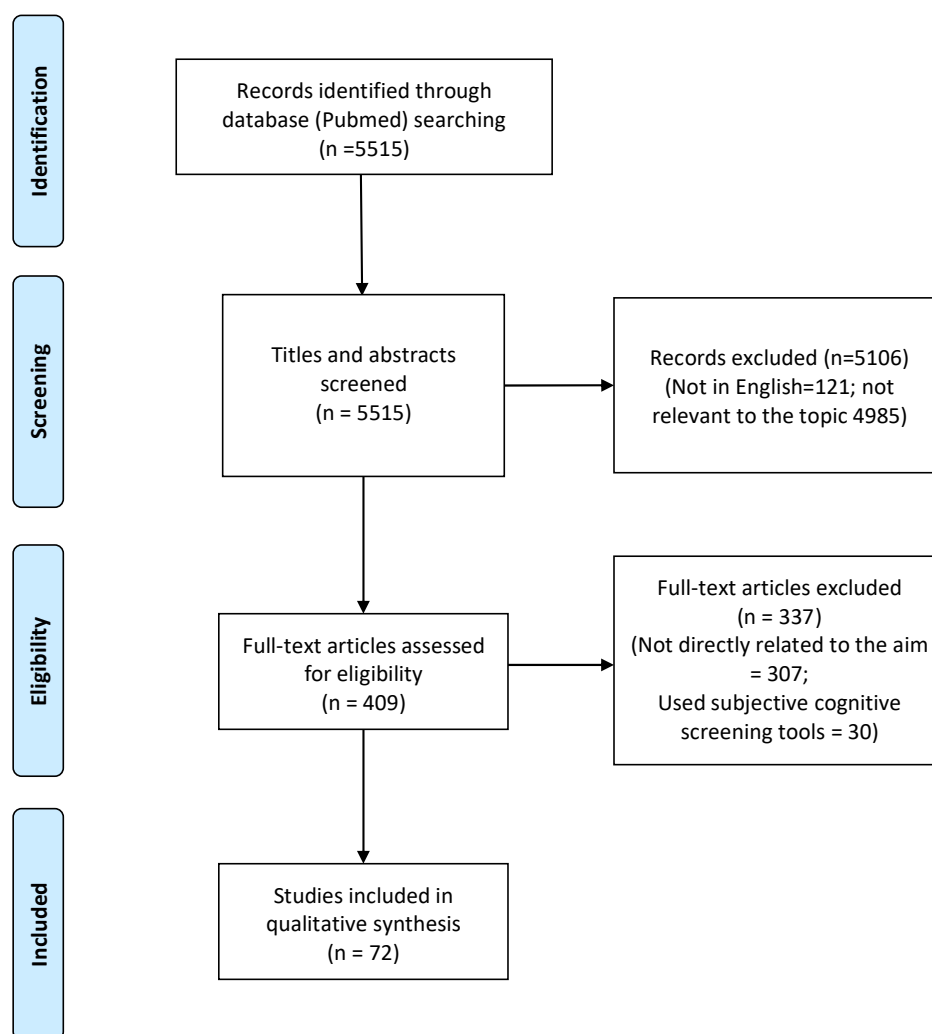 Identification
Records identified through
database (Pubmed) searching
(n =5515)
Screening
Titles and abstracts
screened
(n = 5515)
Records excluded (n=5106)
(Not in English=121; not
relevant to the topic 4985)
Eligibility
Full-text articles assessed
for eligibility
(n = 409)
Full-text articles excluded
(n = 337)
(Not directly related to the aim
= 307;
Used subjective cognitive
screening tools = 30)
Included
Studies included in
qualitative synthesis
(n = 72)